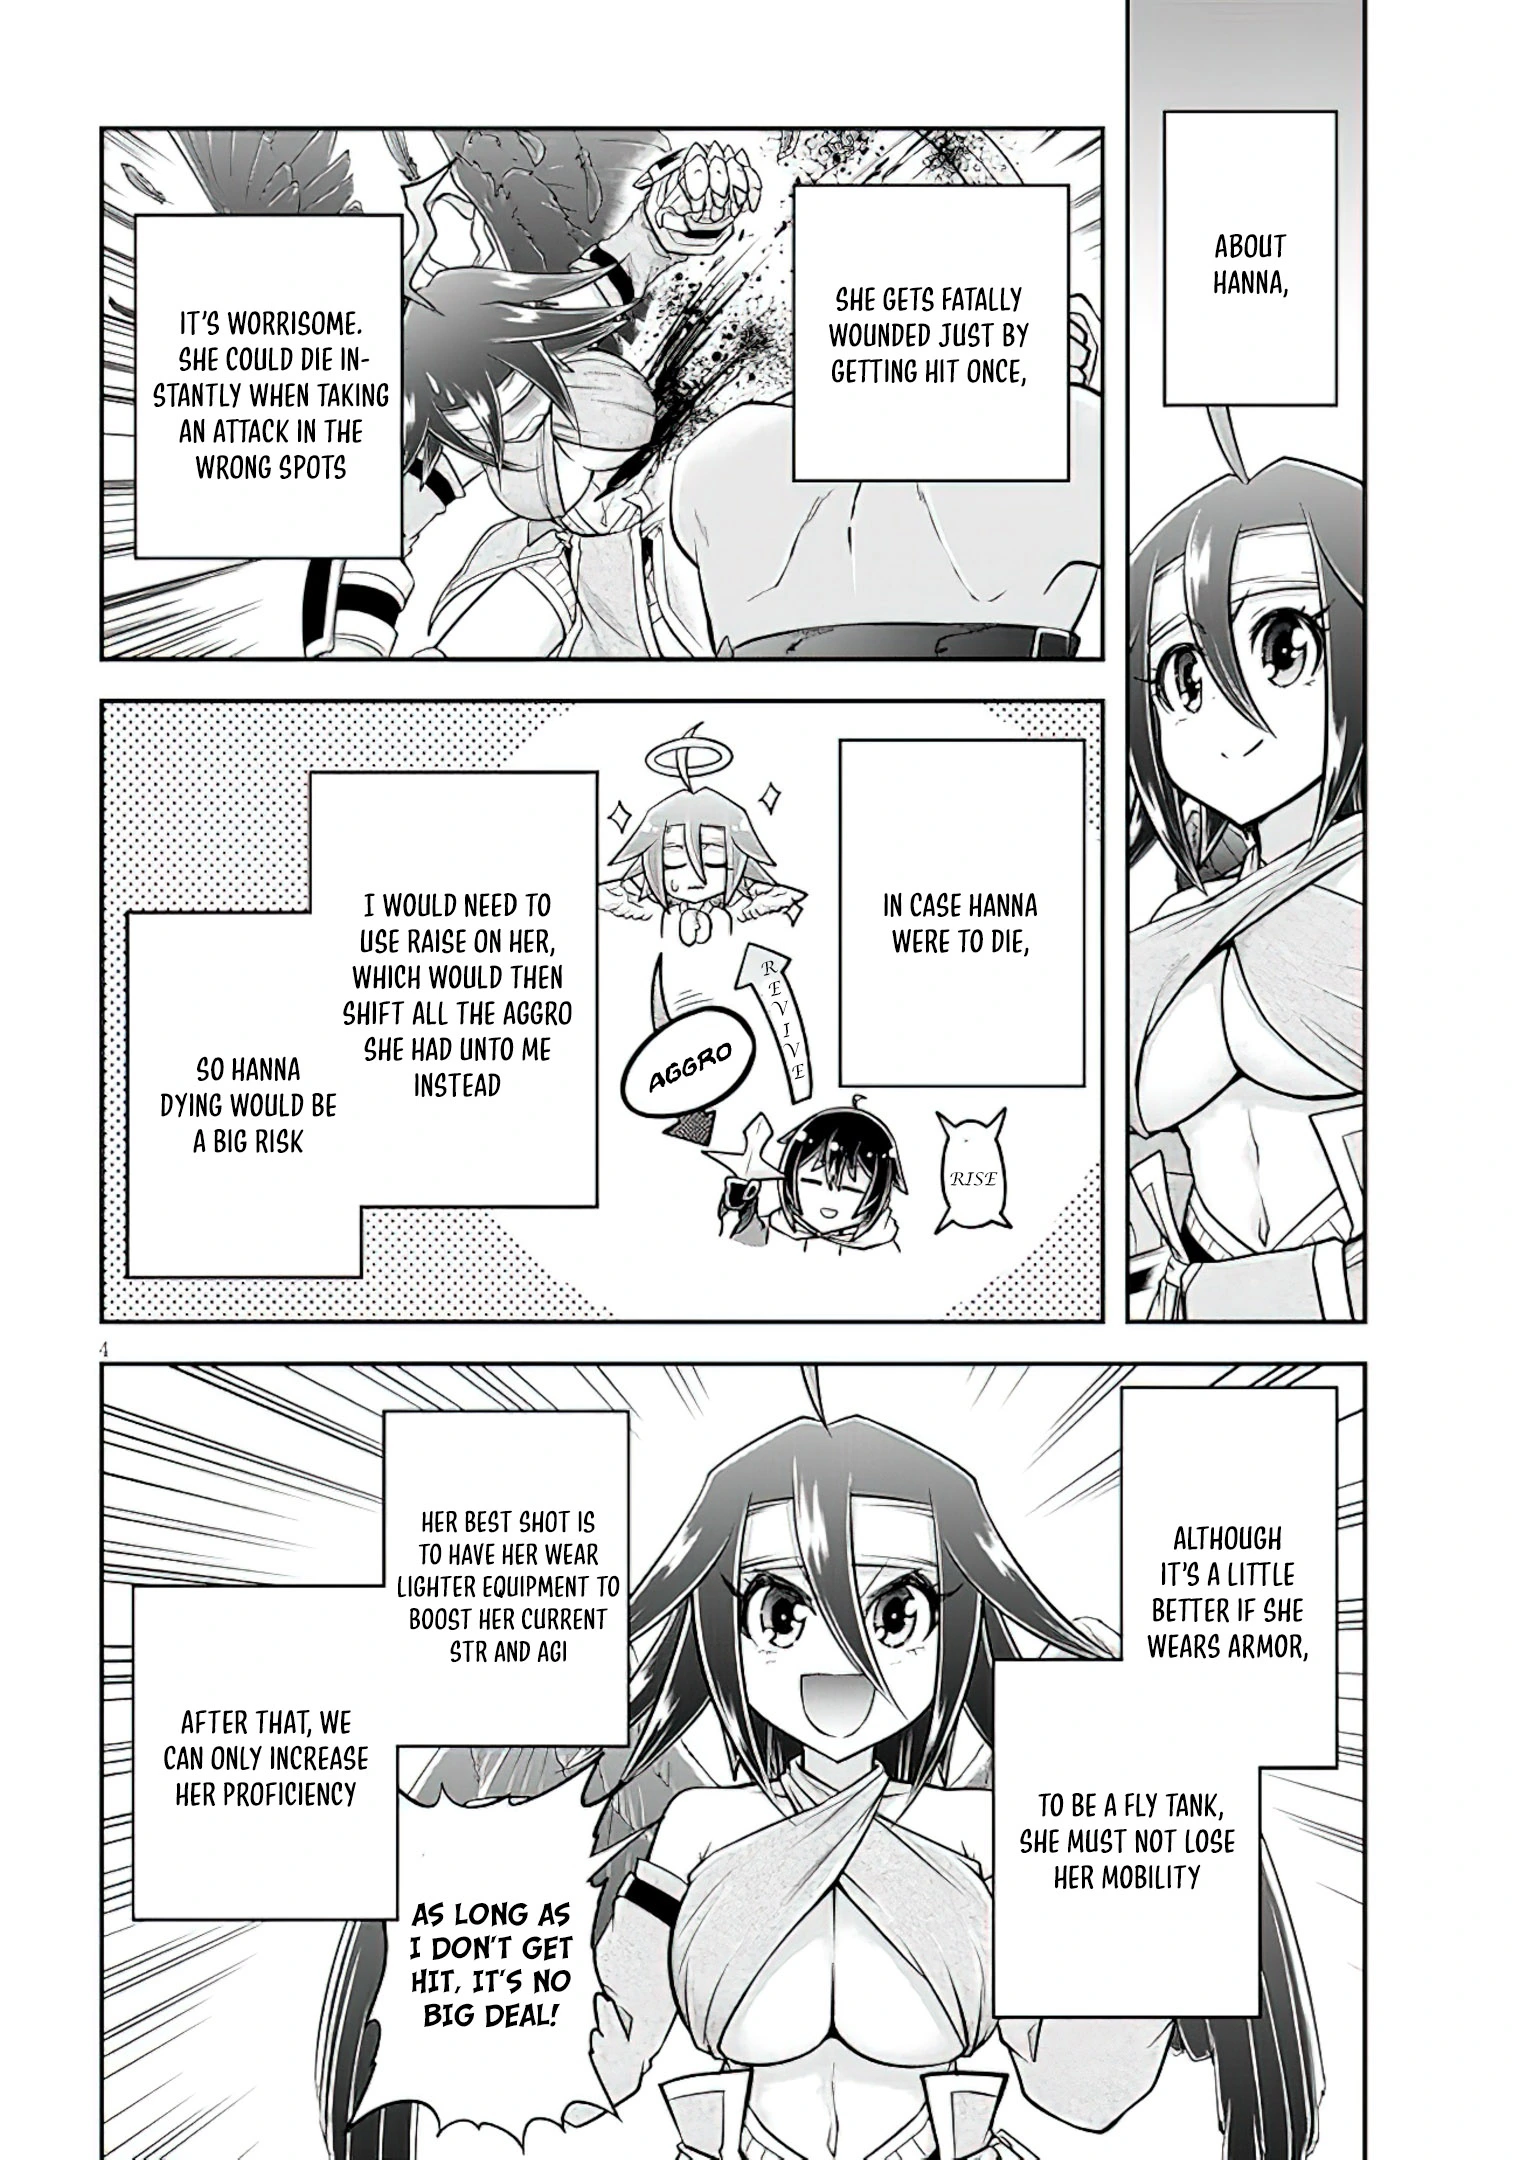 ABOUT
HANNA,
SHE GETS FATALLY
WOUNDED JUST BY
GETTING HIT ONCE,
IT'S WORRISOME.
SHE COULD DIE IN-
STANTLY WHEN TAKING
AN ATTACK IN THE
WRONG SPOTS
IN CASE HANNA
WERE TO DIE,
RISE
REVIVE
AGGRO
I WOULD NEED TO
USE RAISE ON HER,
WHICH WOULD THEN
SHIFT ALL THE AGGRO
SHE HAD UNTO ME
INSTEAD
SO HANNA
DYING WOULD BE
A BIG RISK
4
ALTHOUGH
IT'S A LITTLE
BETTER IF SHE
WEARS ARMOR,
TO BE A FLY TANK,
SHE MUST NOT LOSE
HER MOBILITY
HER BEST SHOT IS
TO HAVE HER WEAR
LIGHTER EQUIPMENT TO
BOOST HER CURRENT
STR AND AGI
AFTER THAT, WE
CAN ONLY INCREASE
HER PROFICIENCY
AS LONG AS
I DON'T GET
HIT, IT'S NO
BIG DEAL!